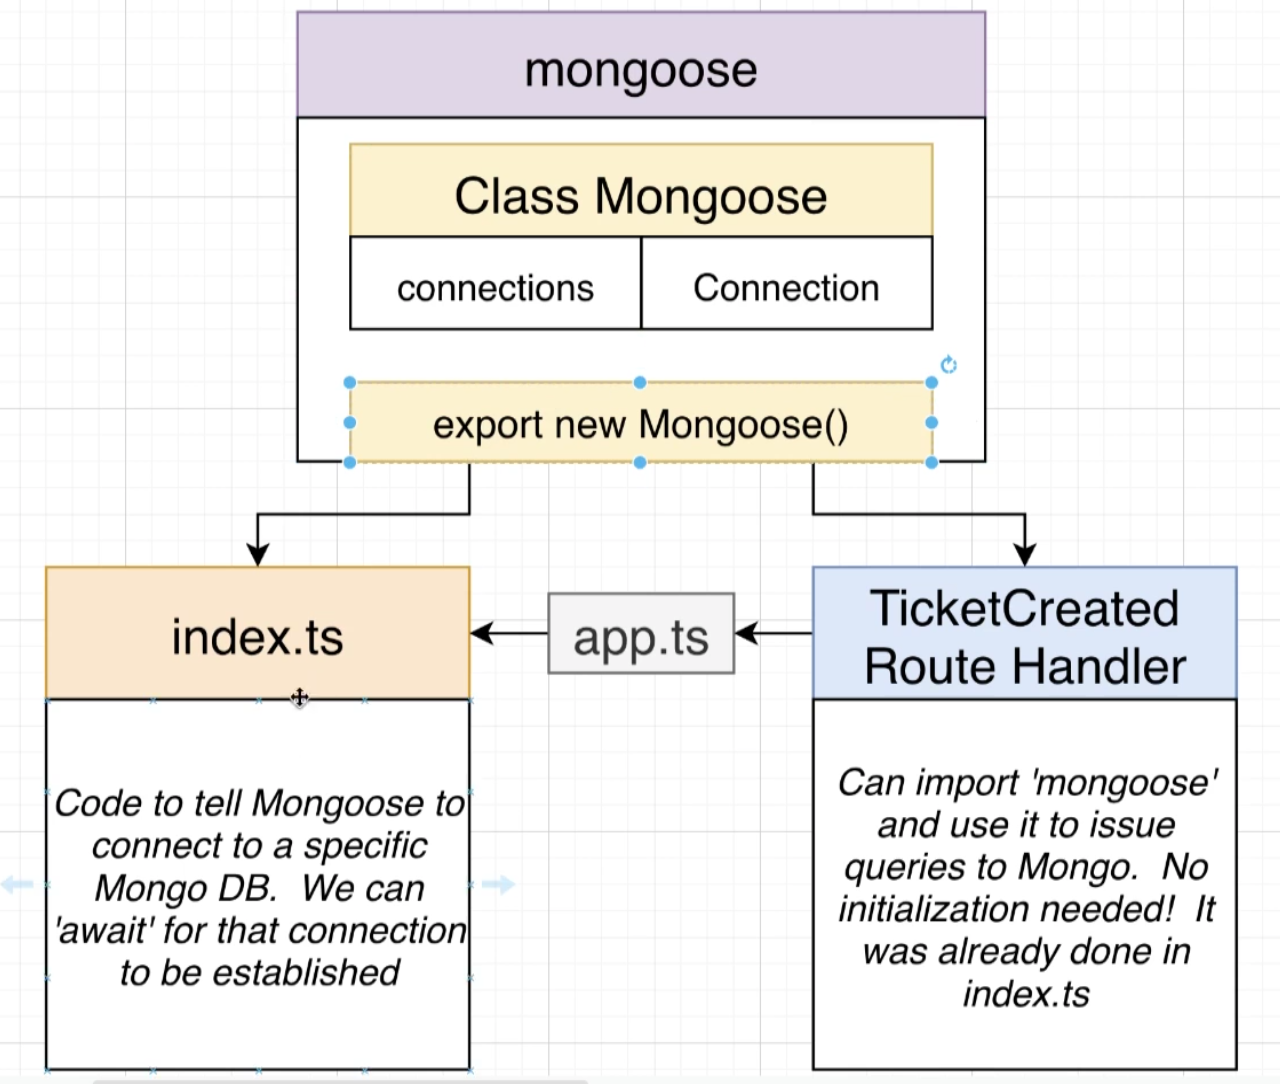 mongoose
Class Mongoose
connections
Connection
export new Mongoose()
index.ts
app.ts
TicketCreated
Route Handler
Code to tell Mongoose to
connect to a specific
Mongo DB.  We can
'await' for that connection
to be established
Can import 'mongoose'
and use it to issue
queries to Mongo.  No
initialization needed!  It
was already done in
index.ts